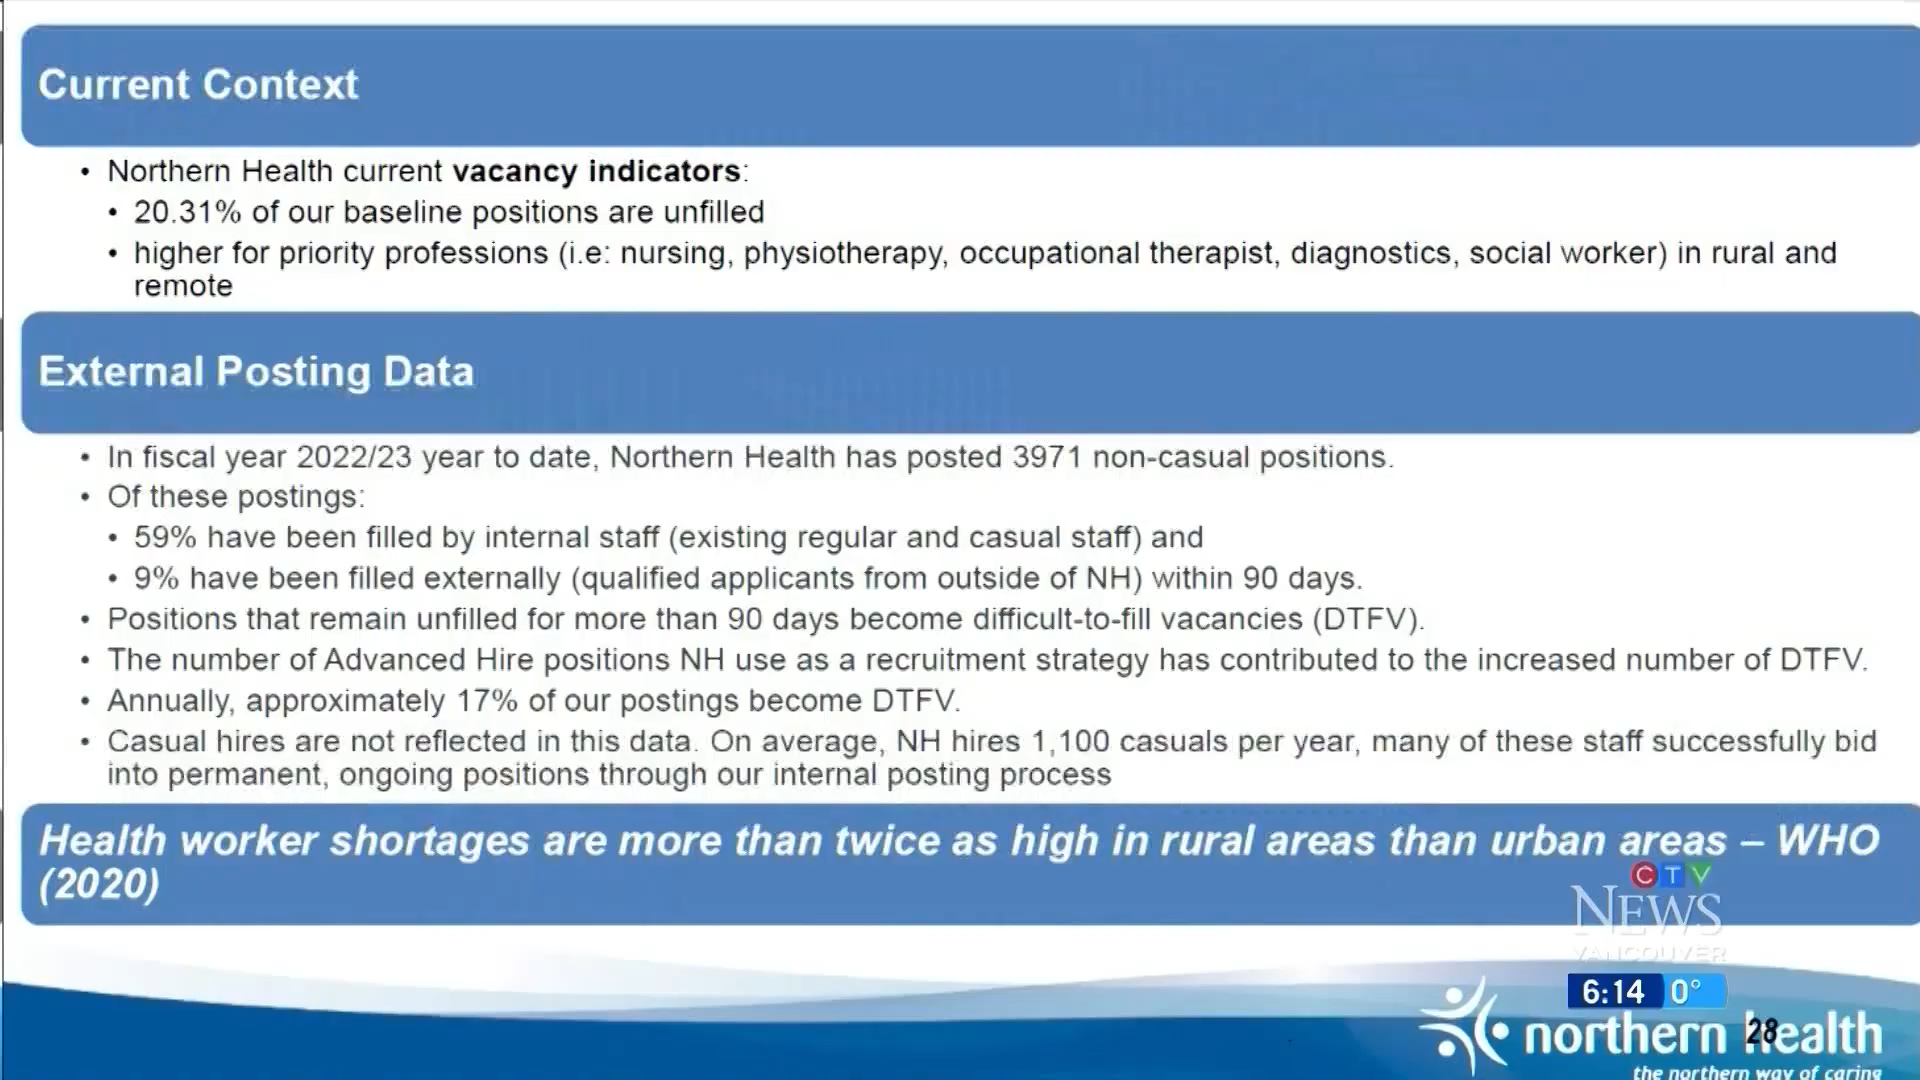 Current Context
• Northern Health current vacancy indicators:
• 20.31% of our baseline positions are unfilled
• higher for priority professions (i.e: nursing, physiotherapy, occupational therapist, diagnostics, social worker) in rural and
remote
External Posting Data
• In fiscal year 2022/23 year to date, Northern Health has posted 3971 non-casual positions.
• Of these postings:
• 59% have been filled by internal staff (existing regular and casual staff) and
• 9% have been filled externally (qualified applicants from outside of NH) within 90 days.
• Positions that remain unfilled for more than 90 days become difficult-to-fill vacancies (DTFV).
• The number of Advanced Hire positions NH use as a recruitment strategy has contributed to the increased number of DTFV.
• Annually, approximately 17% of our postings become DTFV.
• Casual hires are not reflected in this data. On average, NH hires 1,100 casuals per year, many of these staff successfully bid
into permanent, ongoing positions through our internal posting process
Health worker shortages are more than twice as high in rural areas than urban areas – WHO
(2020)
CTV
NEWS
VANCOUVER
6:14 0°
28
northern health
the northern way of caring